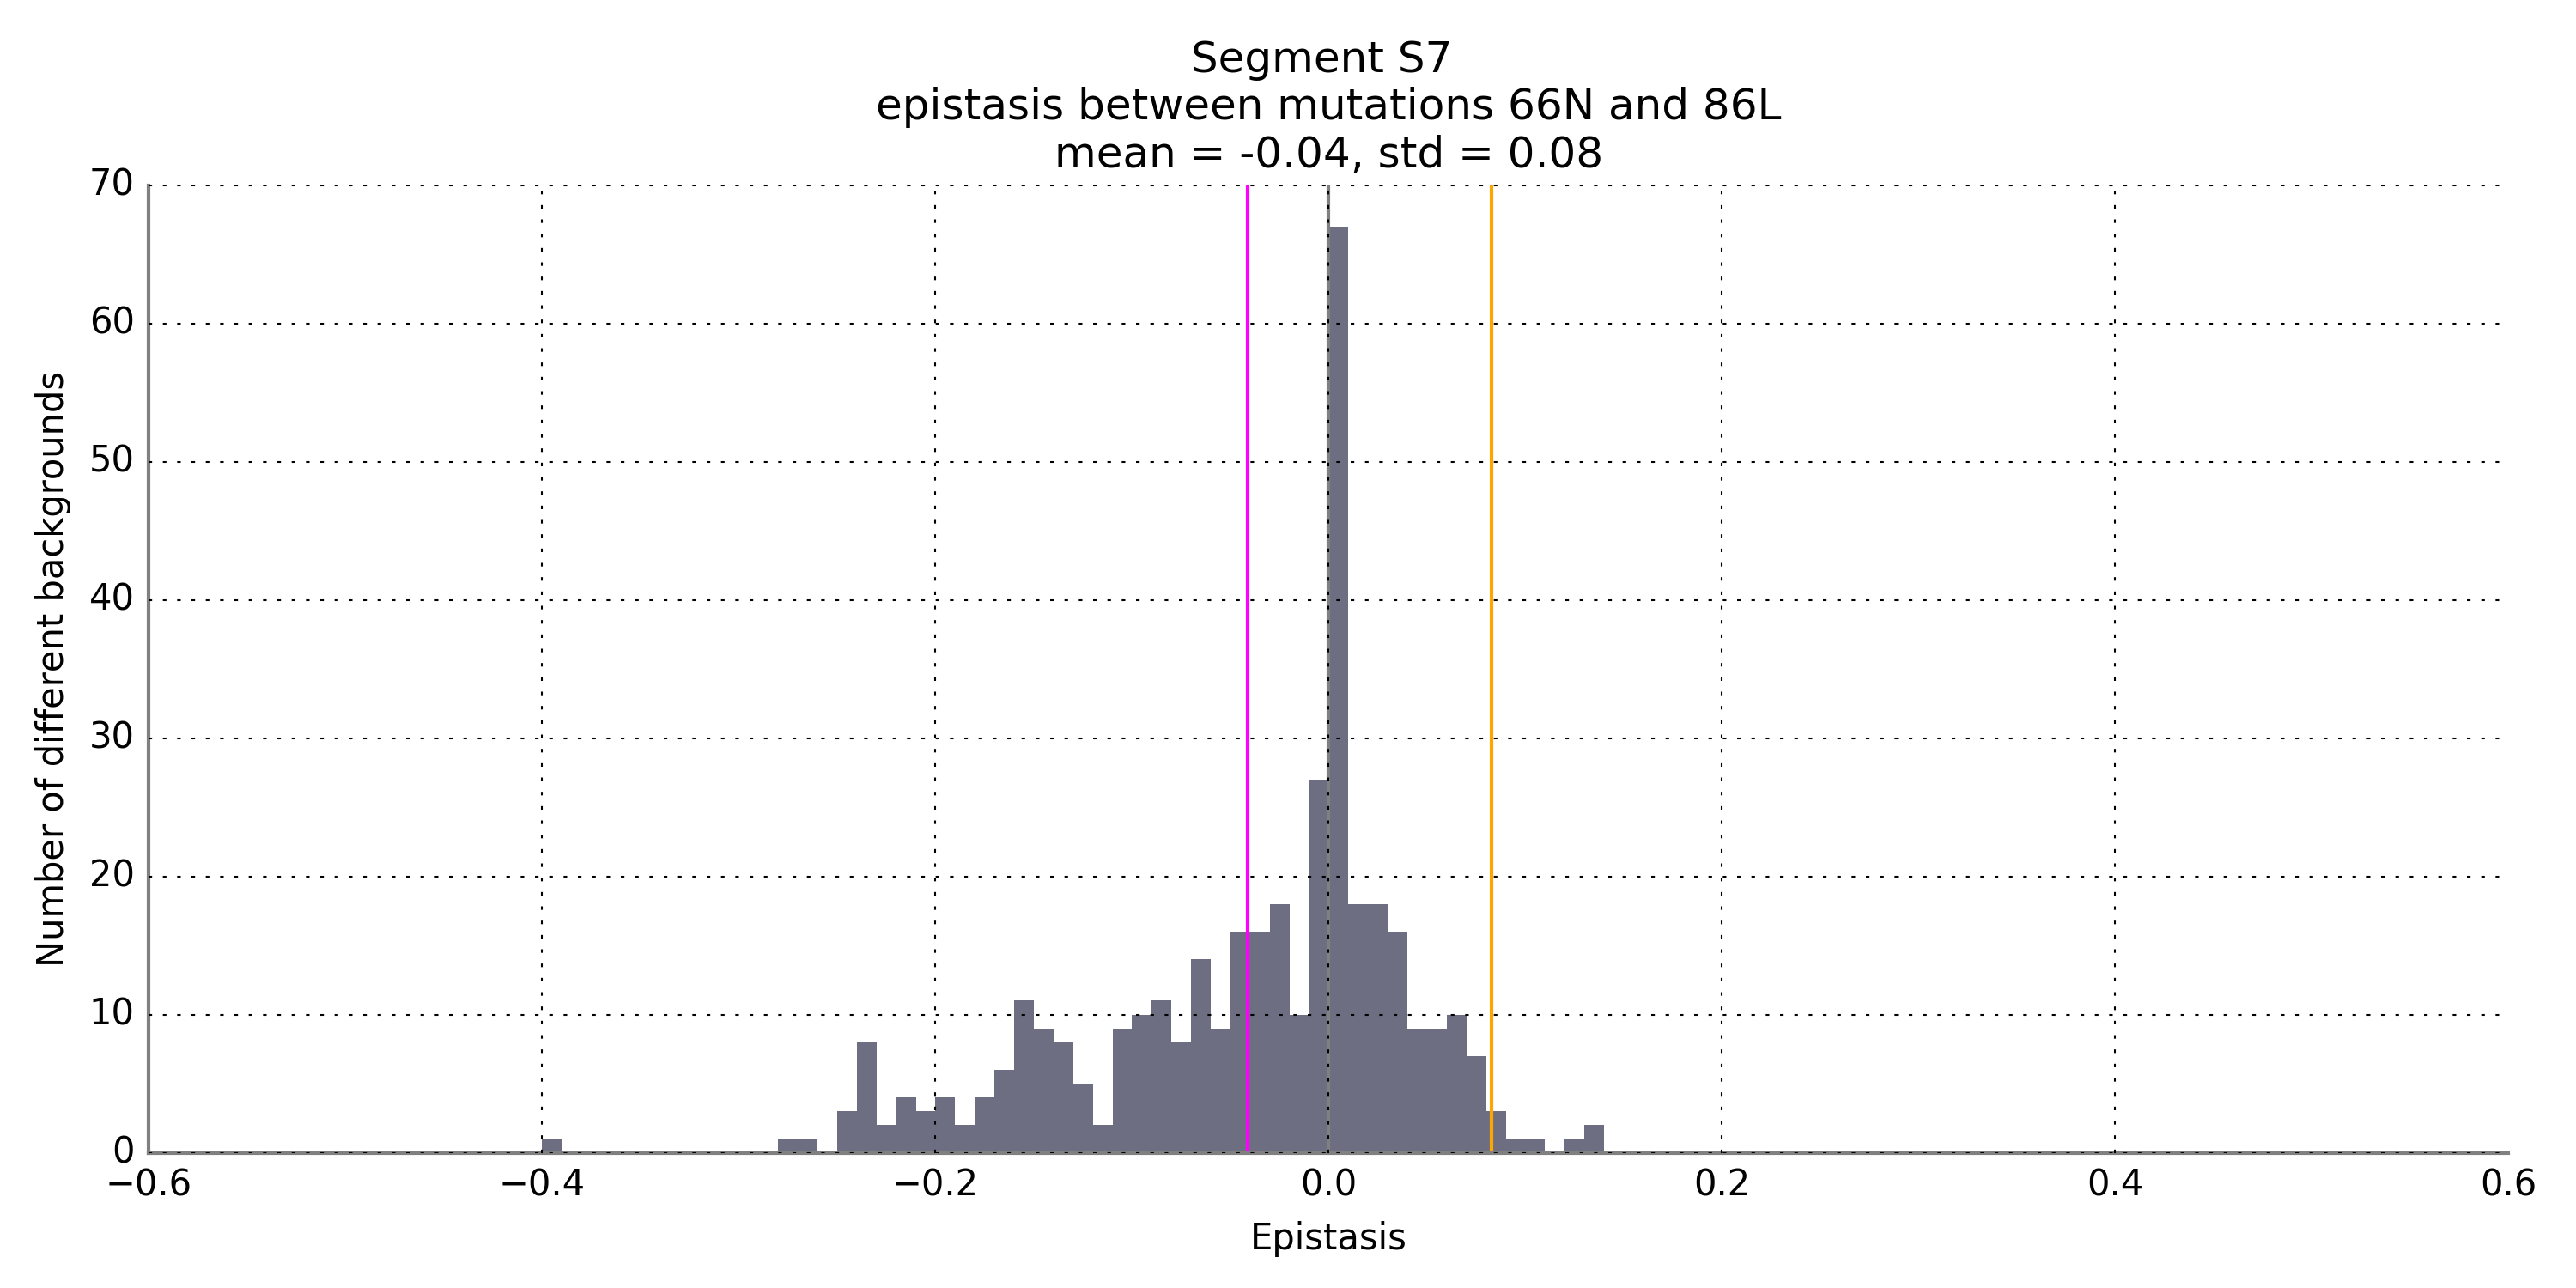 Segment S7
epistasis between mutations 66N and 86L
mean = -0.04, std = 0.08
70
60
50
40
30
20
10
0
Number of different backgrounds
−0.6 −0.4 −0.2 0.0 0.2 0.4 0.6
Epistasis